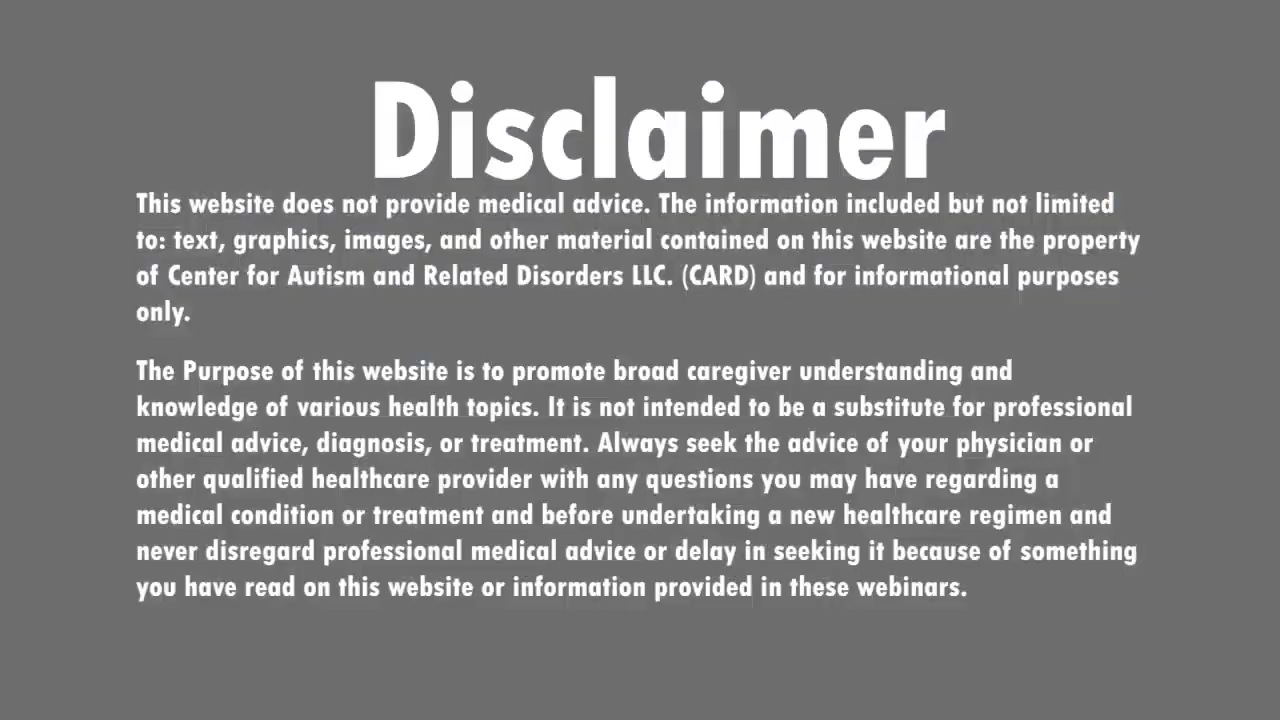 Disclaimer
This website does not provide medical advice. The information included but not limited
to: text, graphics, images, and other material contained on this website are the property
of Center for Autism and Related Disorders LLC. (CARD) and for informational purposes
only.
The Purpose of this website is to promote broad caregiver understanding and
knowledge of various health topics. It is not intended to be a substitute for professional
medical advice, diagnosis, or treatment. Always seek the advice of your physician or
other qualified healthcare provider with any questions you may have regarding a
medical condition or treatment and before undertaking a new healthcare regimen and
never disregard professional medical advice or delay in seeking it because of something
you have read on this website or information provided in these webinars.